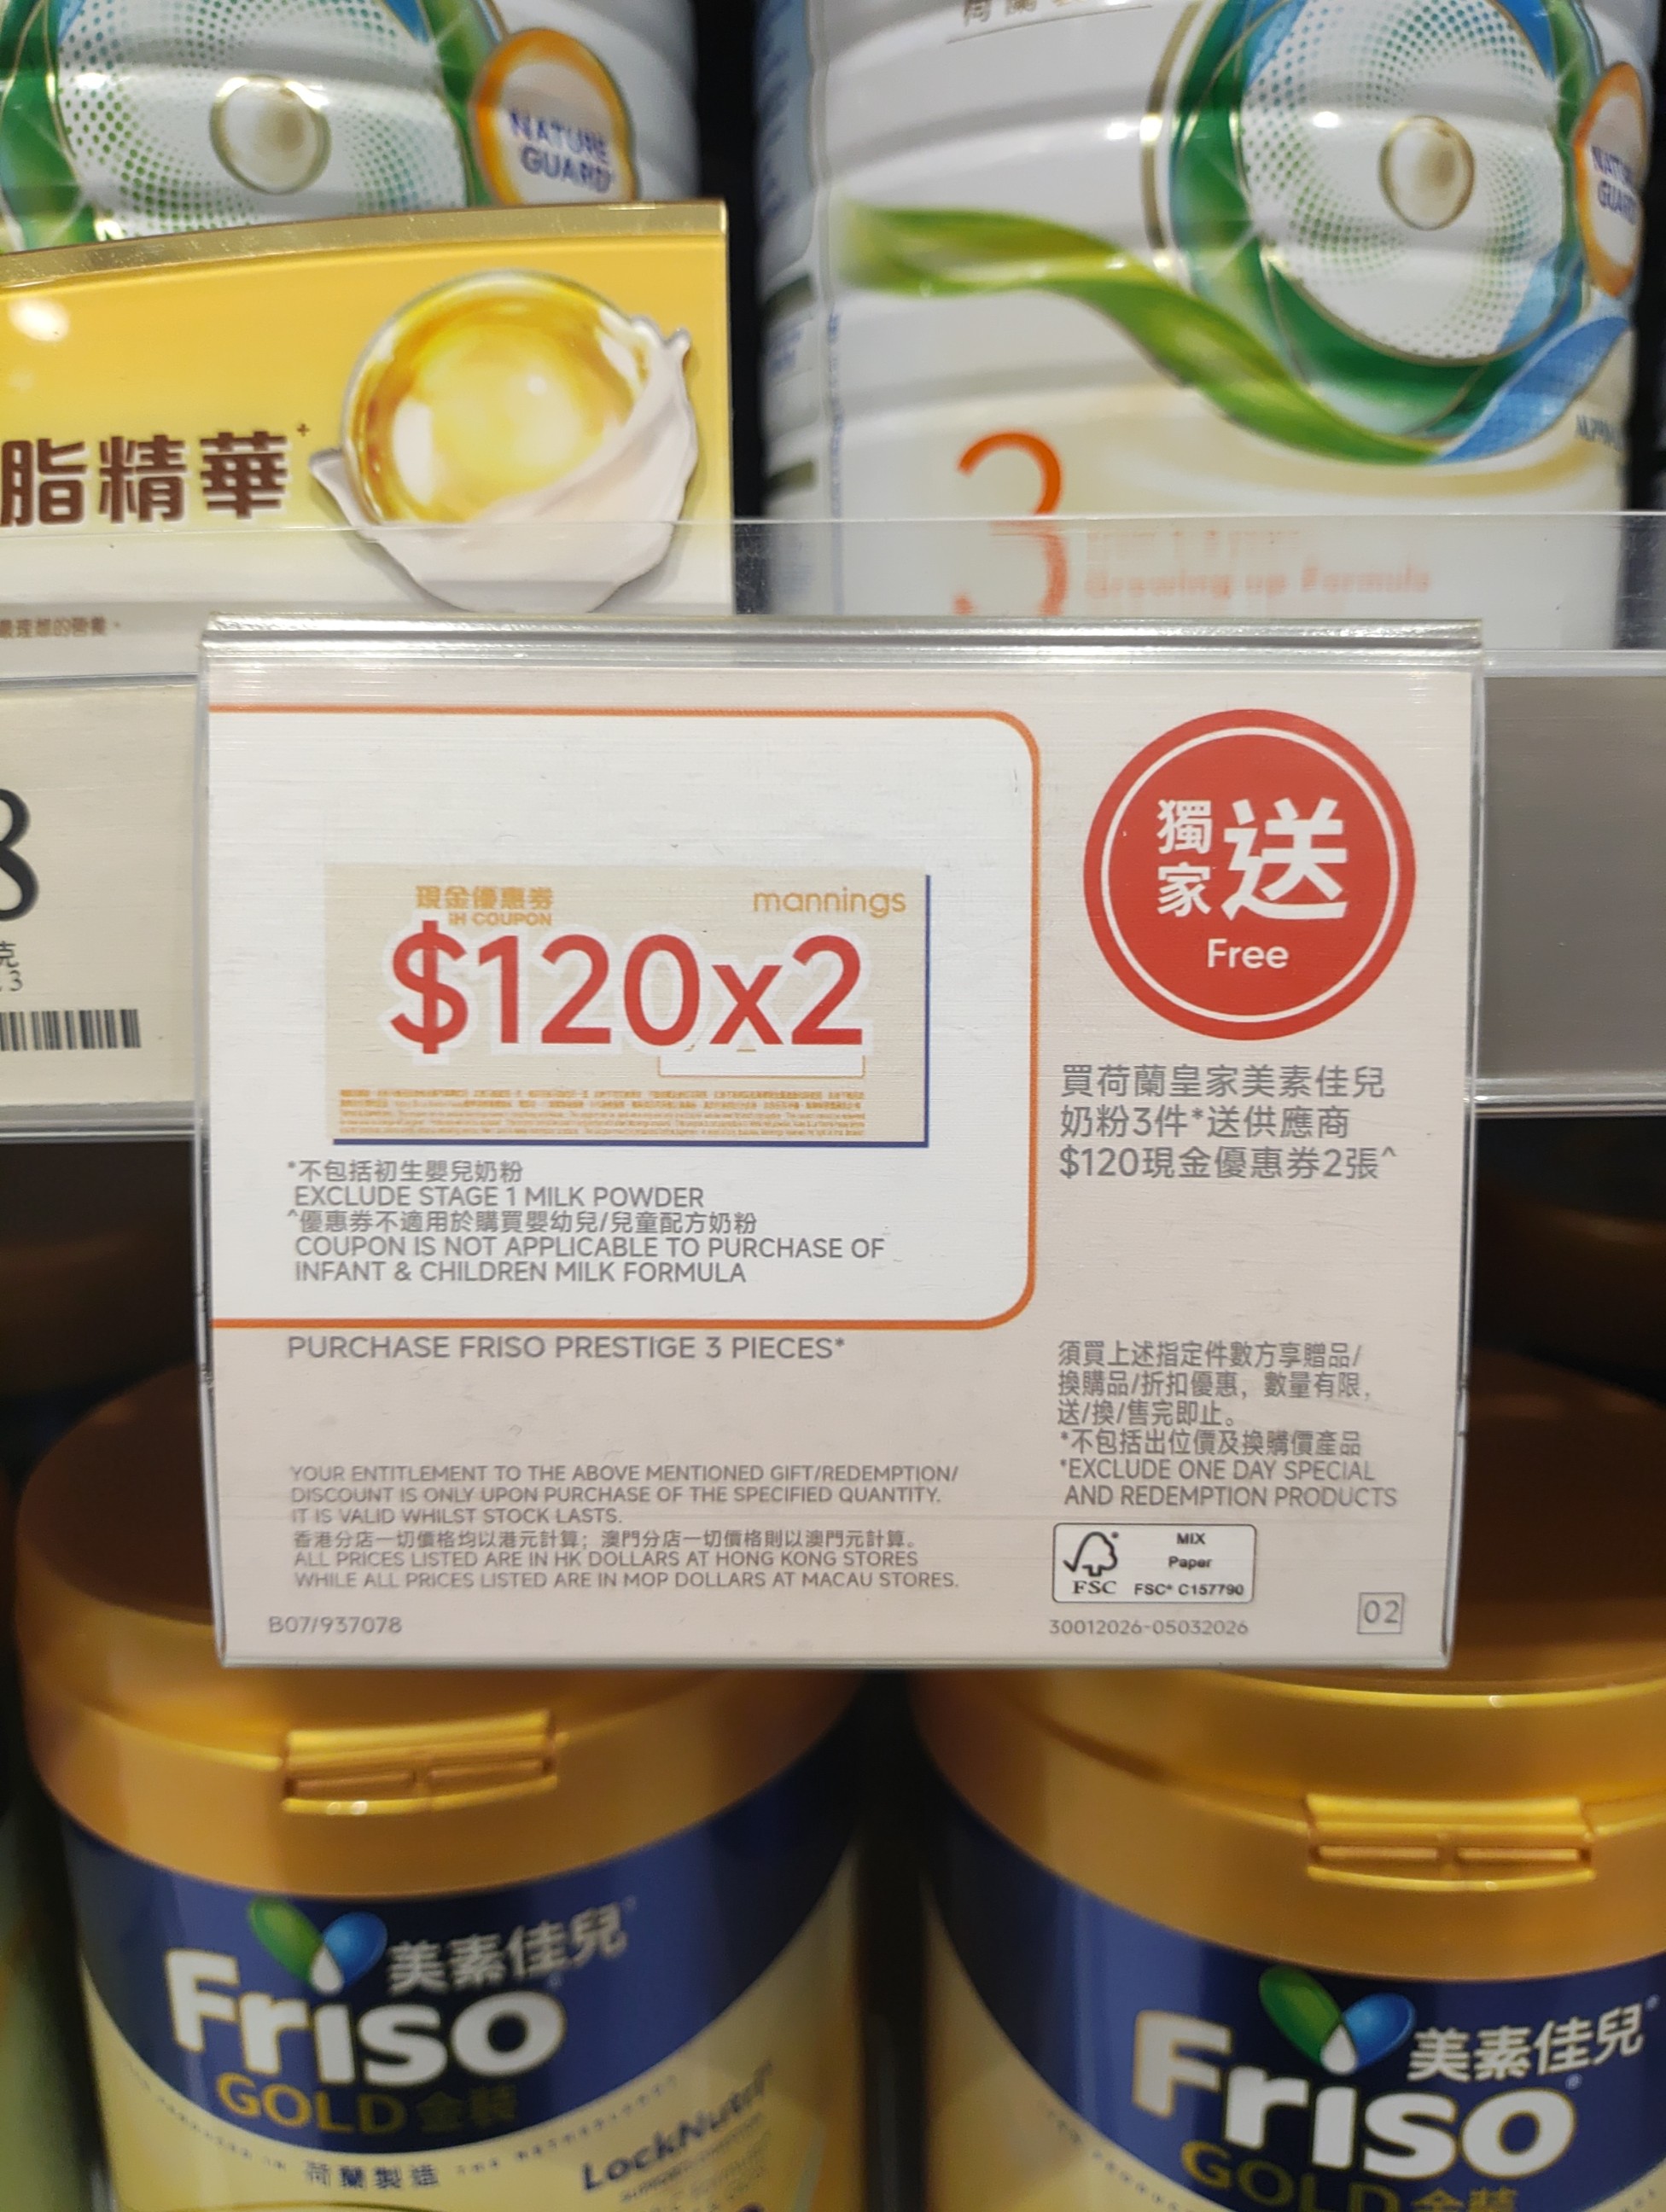 NATURE
GUARD
脂精華+
3
Growing up Formula
現金優惠券
mannings
COUPON
$120x2
*不包括初生嬰兒奶粉
EXCLUDE STAGE 1 MILK POWDER
^優惠券不適用於購買嬰幼兒/兒童配方奶粉
COUPON IS NOT APPLICABLE TO PURCHASE OF
INFANT & CHILDREN MILK FORMULA
PURCHASE FRISO PRESTIGE 3 PIECES*
YOUR ENTITLEMENT TO THE ABOVE MENTIONED GIFT/REDEMPTION/
DISCOUNT IS ONLY UPON PURCHASE OF THE SPECIFIED QUANTITY.
IT IS VALID WHILST STOCK LASTS.
香港分店一切價格均以港元計算；澳門分店一切價格則以澳門元計算。
ALL PRICES LISTED ARE IN HK DOLLARS AT HONG KONG STORES
WHILE ALL PRICES LISTED ARE IN MOP DOLLARS AT MACAU STORES.
B07/937078
獨家送
Free
買荷蘭皇家美素佳兒
奶粉3件*送供應商
$120現金優惠券2張^
須買上述指定件數方享贈品/
換購品/折扣優惠，數量有限，
送/換/售完即止。
*不包括出位價及換購價產品
*EXCLUDE ONE DAY SPECIAL
AND REDEMPTION PRODUCTS
FSC
MIX
Paper
FSC® C157790
30012026-05032026
02
美素佳兒
Friso
GOLD 金裝
荷蘭製造
LockNutri
美素佳兒
Friso
GOLD 金裝